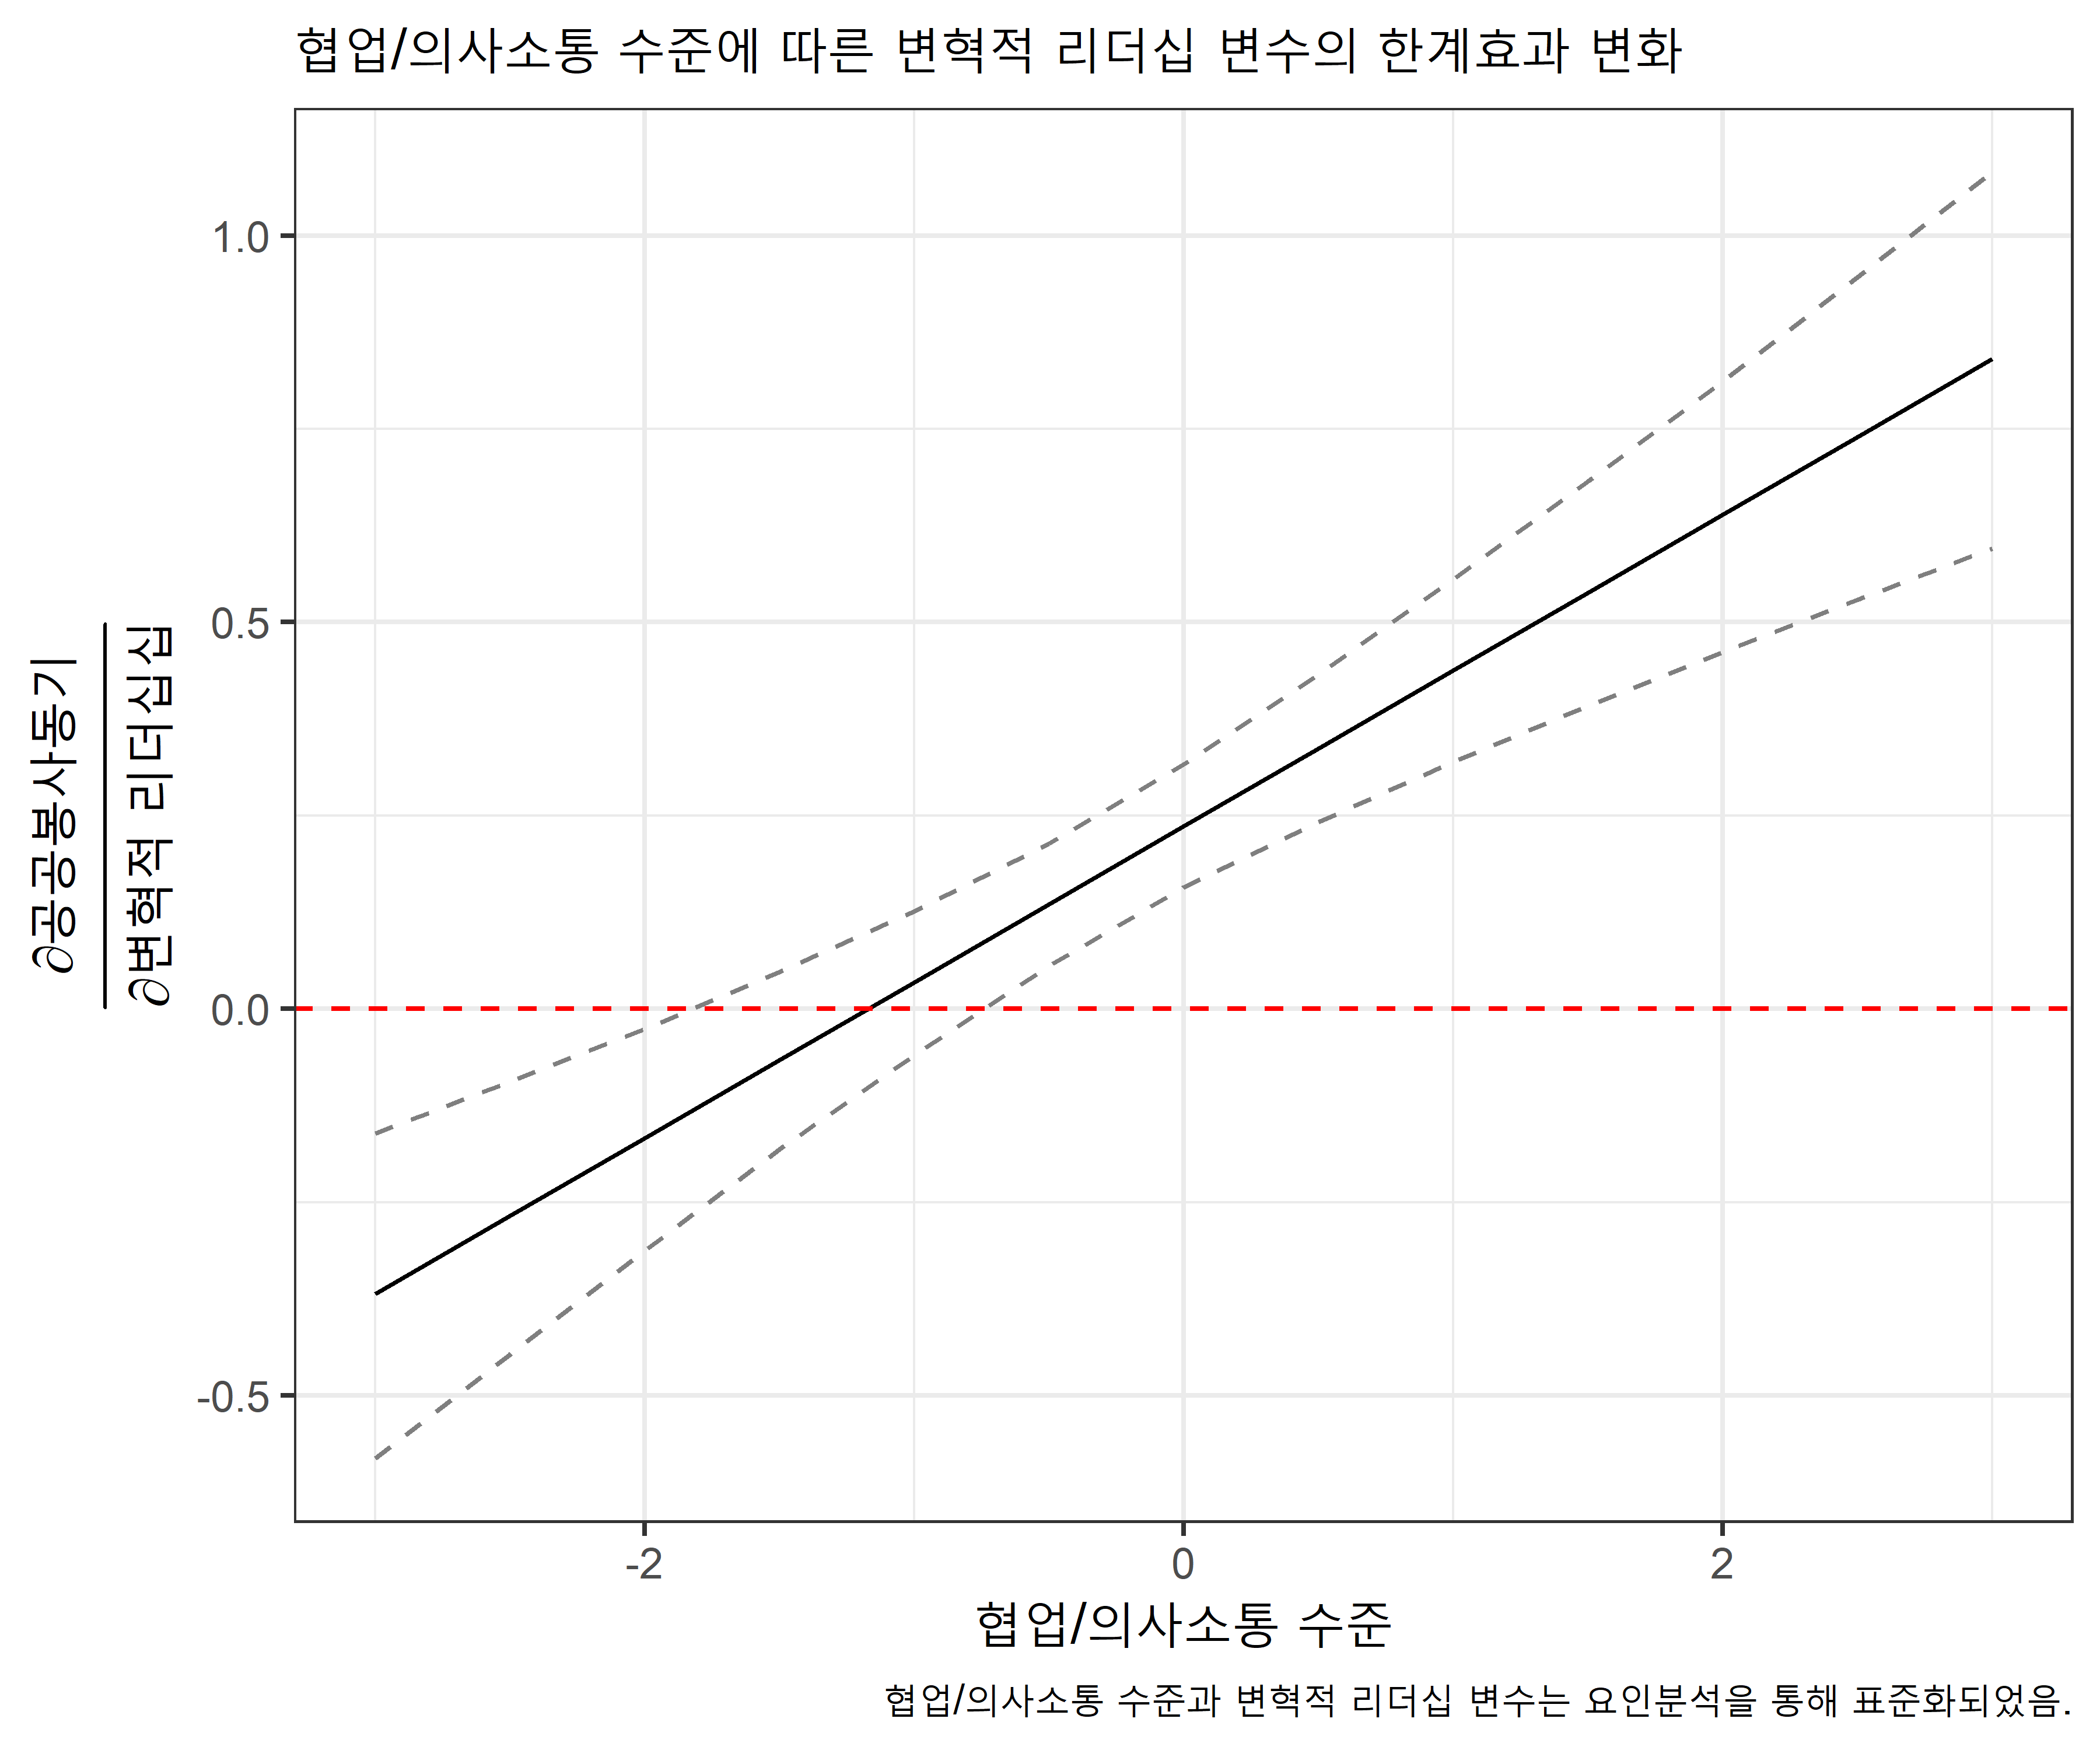 협업/의사소통 수준에 따른 변혁적 리더십 변수의 한계효과 변화
∂공공봉사동기
∂변혁적 리더십십
1.0
0.5
0.0
-0.5
-2 0 2
협업/의사소통 수준
협업/의사소통 수준과 변혁적 리더십 변수는 요인분석을 통해 표준화되었음.